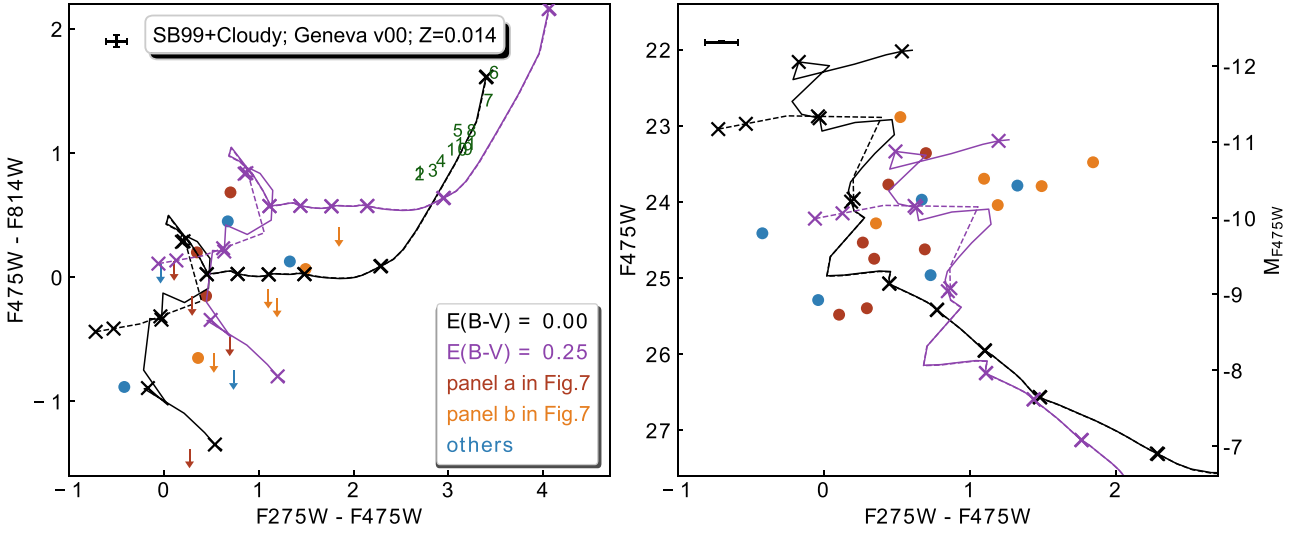 SB99+Cloudy; Geneva v00; Z=0.014
2
1
0
−1
F475W - F814W
6
7
5 8
4
3
2
1
E(B-V) = 0.00
E(B-V) = 0.25
panel a in Fig.7
panel b in Fig.7
others
−1 0 1 2 3 4
F275W - F475W
22
23
24
25
26
27
F475W
-12
-11
-10
-9
-8
-7
M_F475W
−1 0 1 2
F275W - F475W